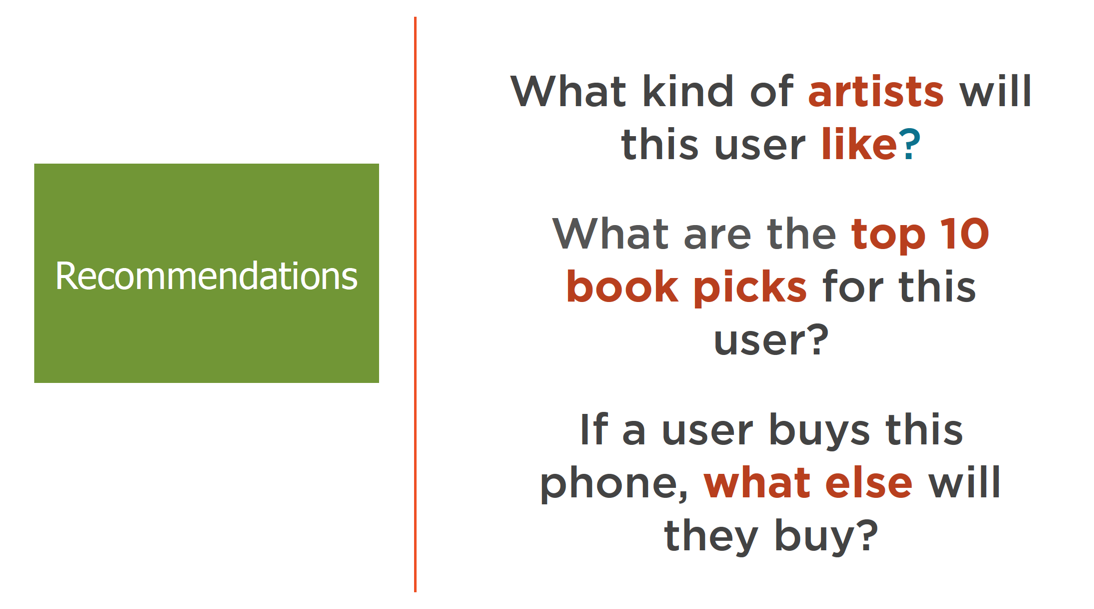 Recommendations
What kind of artists will
this user like?
What are the top 10
book picks for this
user?
If a user buys this
phone, what else will
they buy?